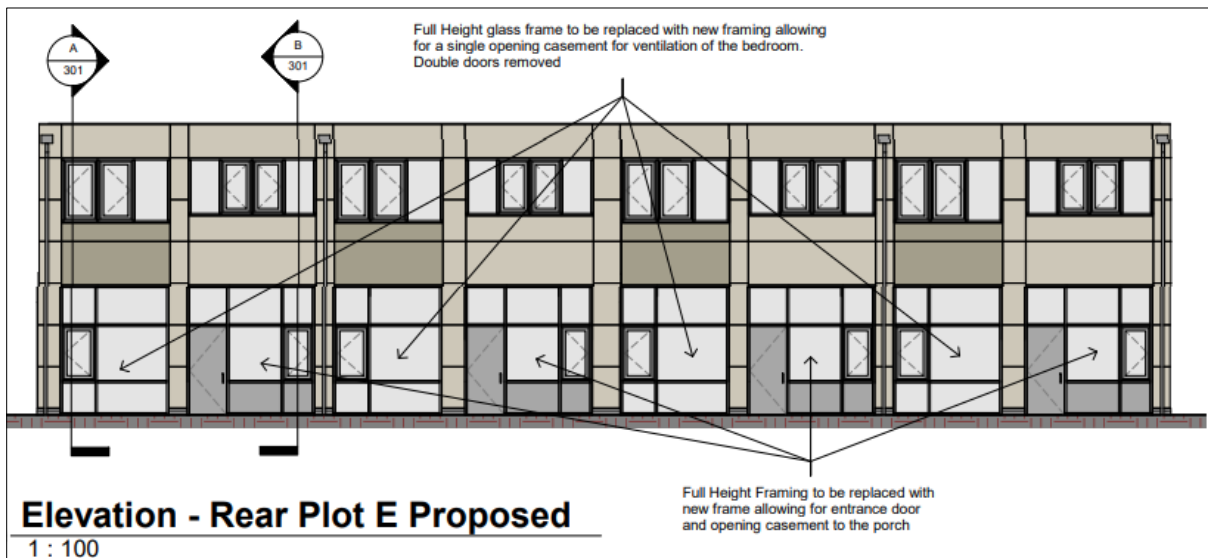 Full Height glass frame to be replaced with new framing allowing
for a single opening casement for ventilation of the bedroom.
Double doors removed
A
301
B
301
Full Height Framing to be replaced with
new frame allowing for entrance door
and opening casement to the porch
Elevation - Rear Plot E Proposed
1 : 100